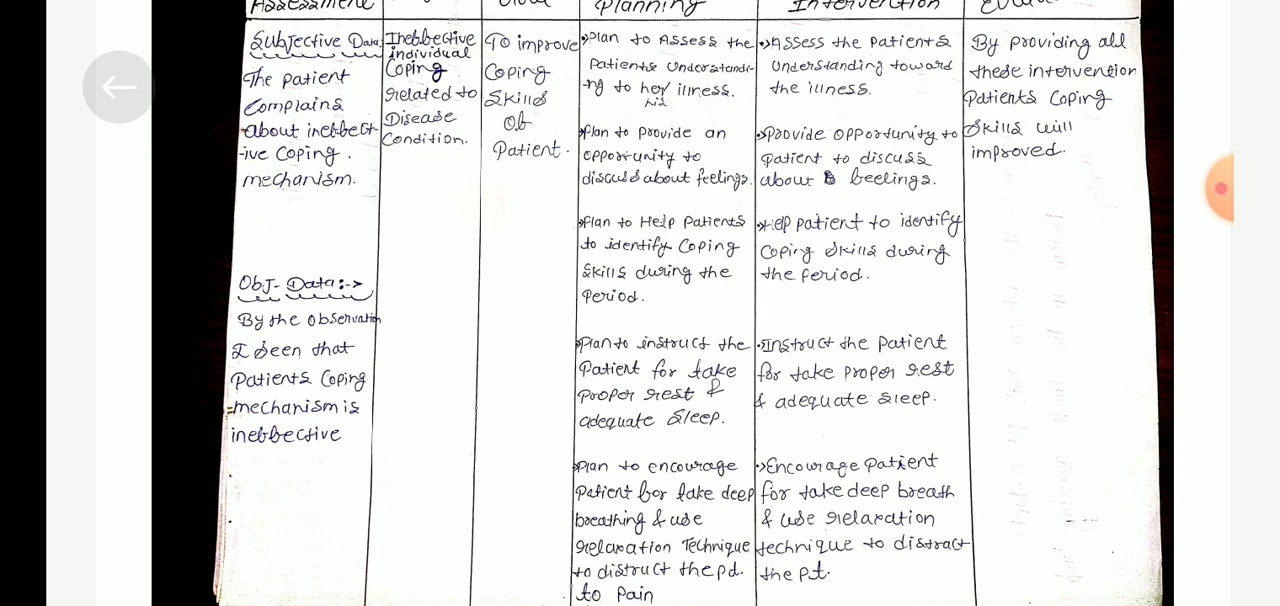 Assessment
Planning
Intervention
Subjective Data:
The patient
Complains
about ineffect
-ive Coping.
mechanism.
Obj- Data:->
By the observation
I seen that
Patients Coping
-mechanism is
ineffective
Ineffective
individual
Coping
related to
Disease
Condition.
To improve
Coping
Skills
Of
Patient.
Plan to Assess the
Patients Understandi-
ng to her/ illness.
his
Plan to provide an
opportunity to
discuss about feelings.
Plan to Help Patients
to identify Coping
Skills during the
Period.
Plan to instruct the
Patient for take
proper rest &
adequate Sleep.
Plan to encourage
Patient for take deep
breathing & use
relaxation Technique
to distruct the pd.
to Pain
Assess the Patients
Understanding toward
the illness.
Provide opportunity to
Patient to discuss
about feelings.
Help patient to identify
Coping Skills during
the Period.
Instruct the Patient
for take proper rest
& adequate sleep.
Encourage Patient
for take deep breath
& use relaxation
technique to distract
the pt.
By providing all
these intervention
Patients Coping
Skills will
improved.